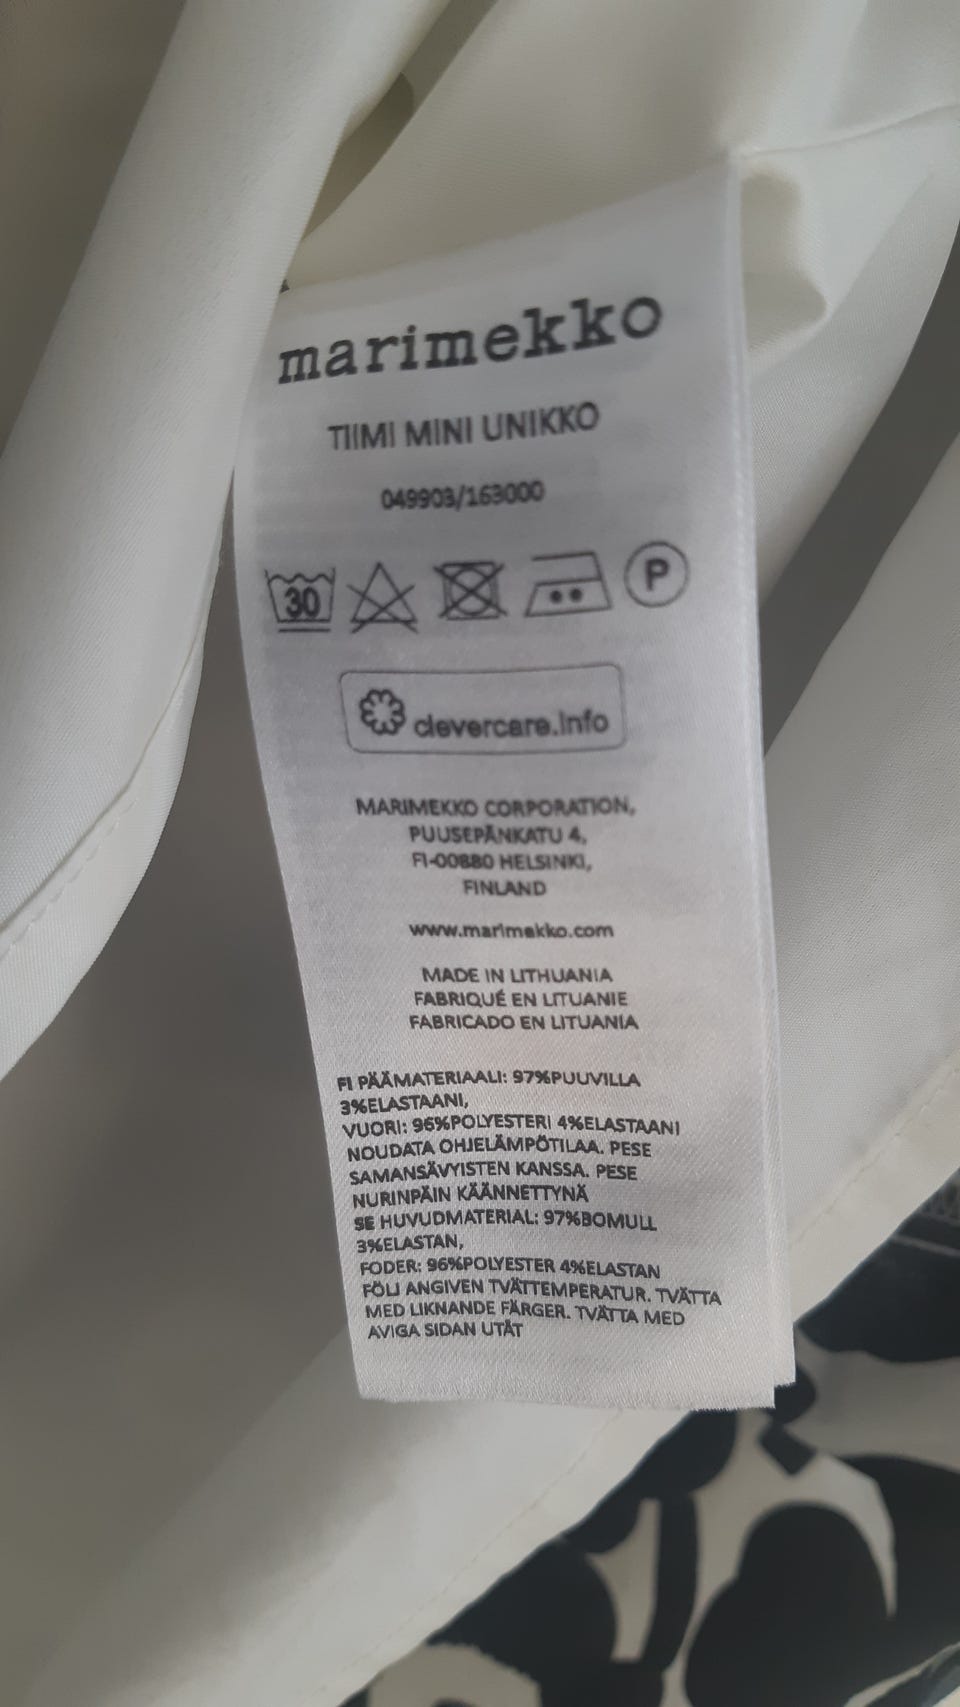 marimekko
TIIMI MINI UNIKKO
049903/163000
30
P
clevercare.info
MARIMEKKO CORPORATION,
PUUSEPÄNKATU 4,
FI-00880 HELSINKI,
FINLAND
www.marimekko.com
MADE IN LITHUANIA
FABRIQUÉ EN LITUANIE
FABRICADO EN LITUANIA
FI PÄÄMATERIAALI: 97%PUUVILLA
3%ELASTAANI,
VUORI: 96%POLYESTERI 4%ELASTAANI
NOUDATA OHJELÄMPÖTILAA. PESE
SAMANSÄVYISTEN KANSSA. PESE
NURINPÄIN KÄÄNNETTYNÄ
SE HUVUDMATERIAL: 97%BOMULL
3%ELASTAN,
FODER: 96%POLYESTER 4%ELASTAN
FÖLJ ANGIVEN TVÄTTEMPERATUR. TVÄTTA
MED LIKNANDE FÄRGER. TVÄTTA MED
AVIGA SIDAN UTÅT